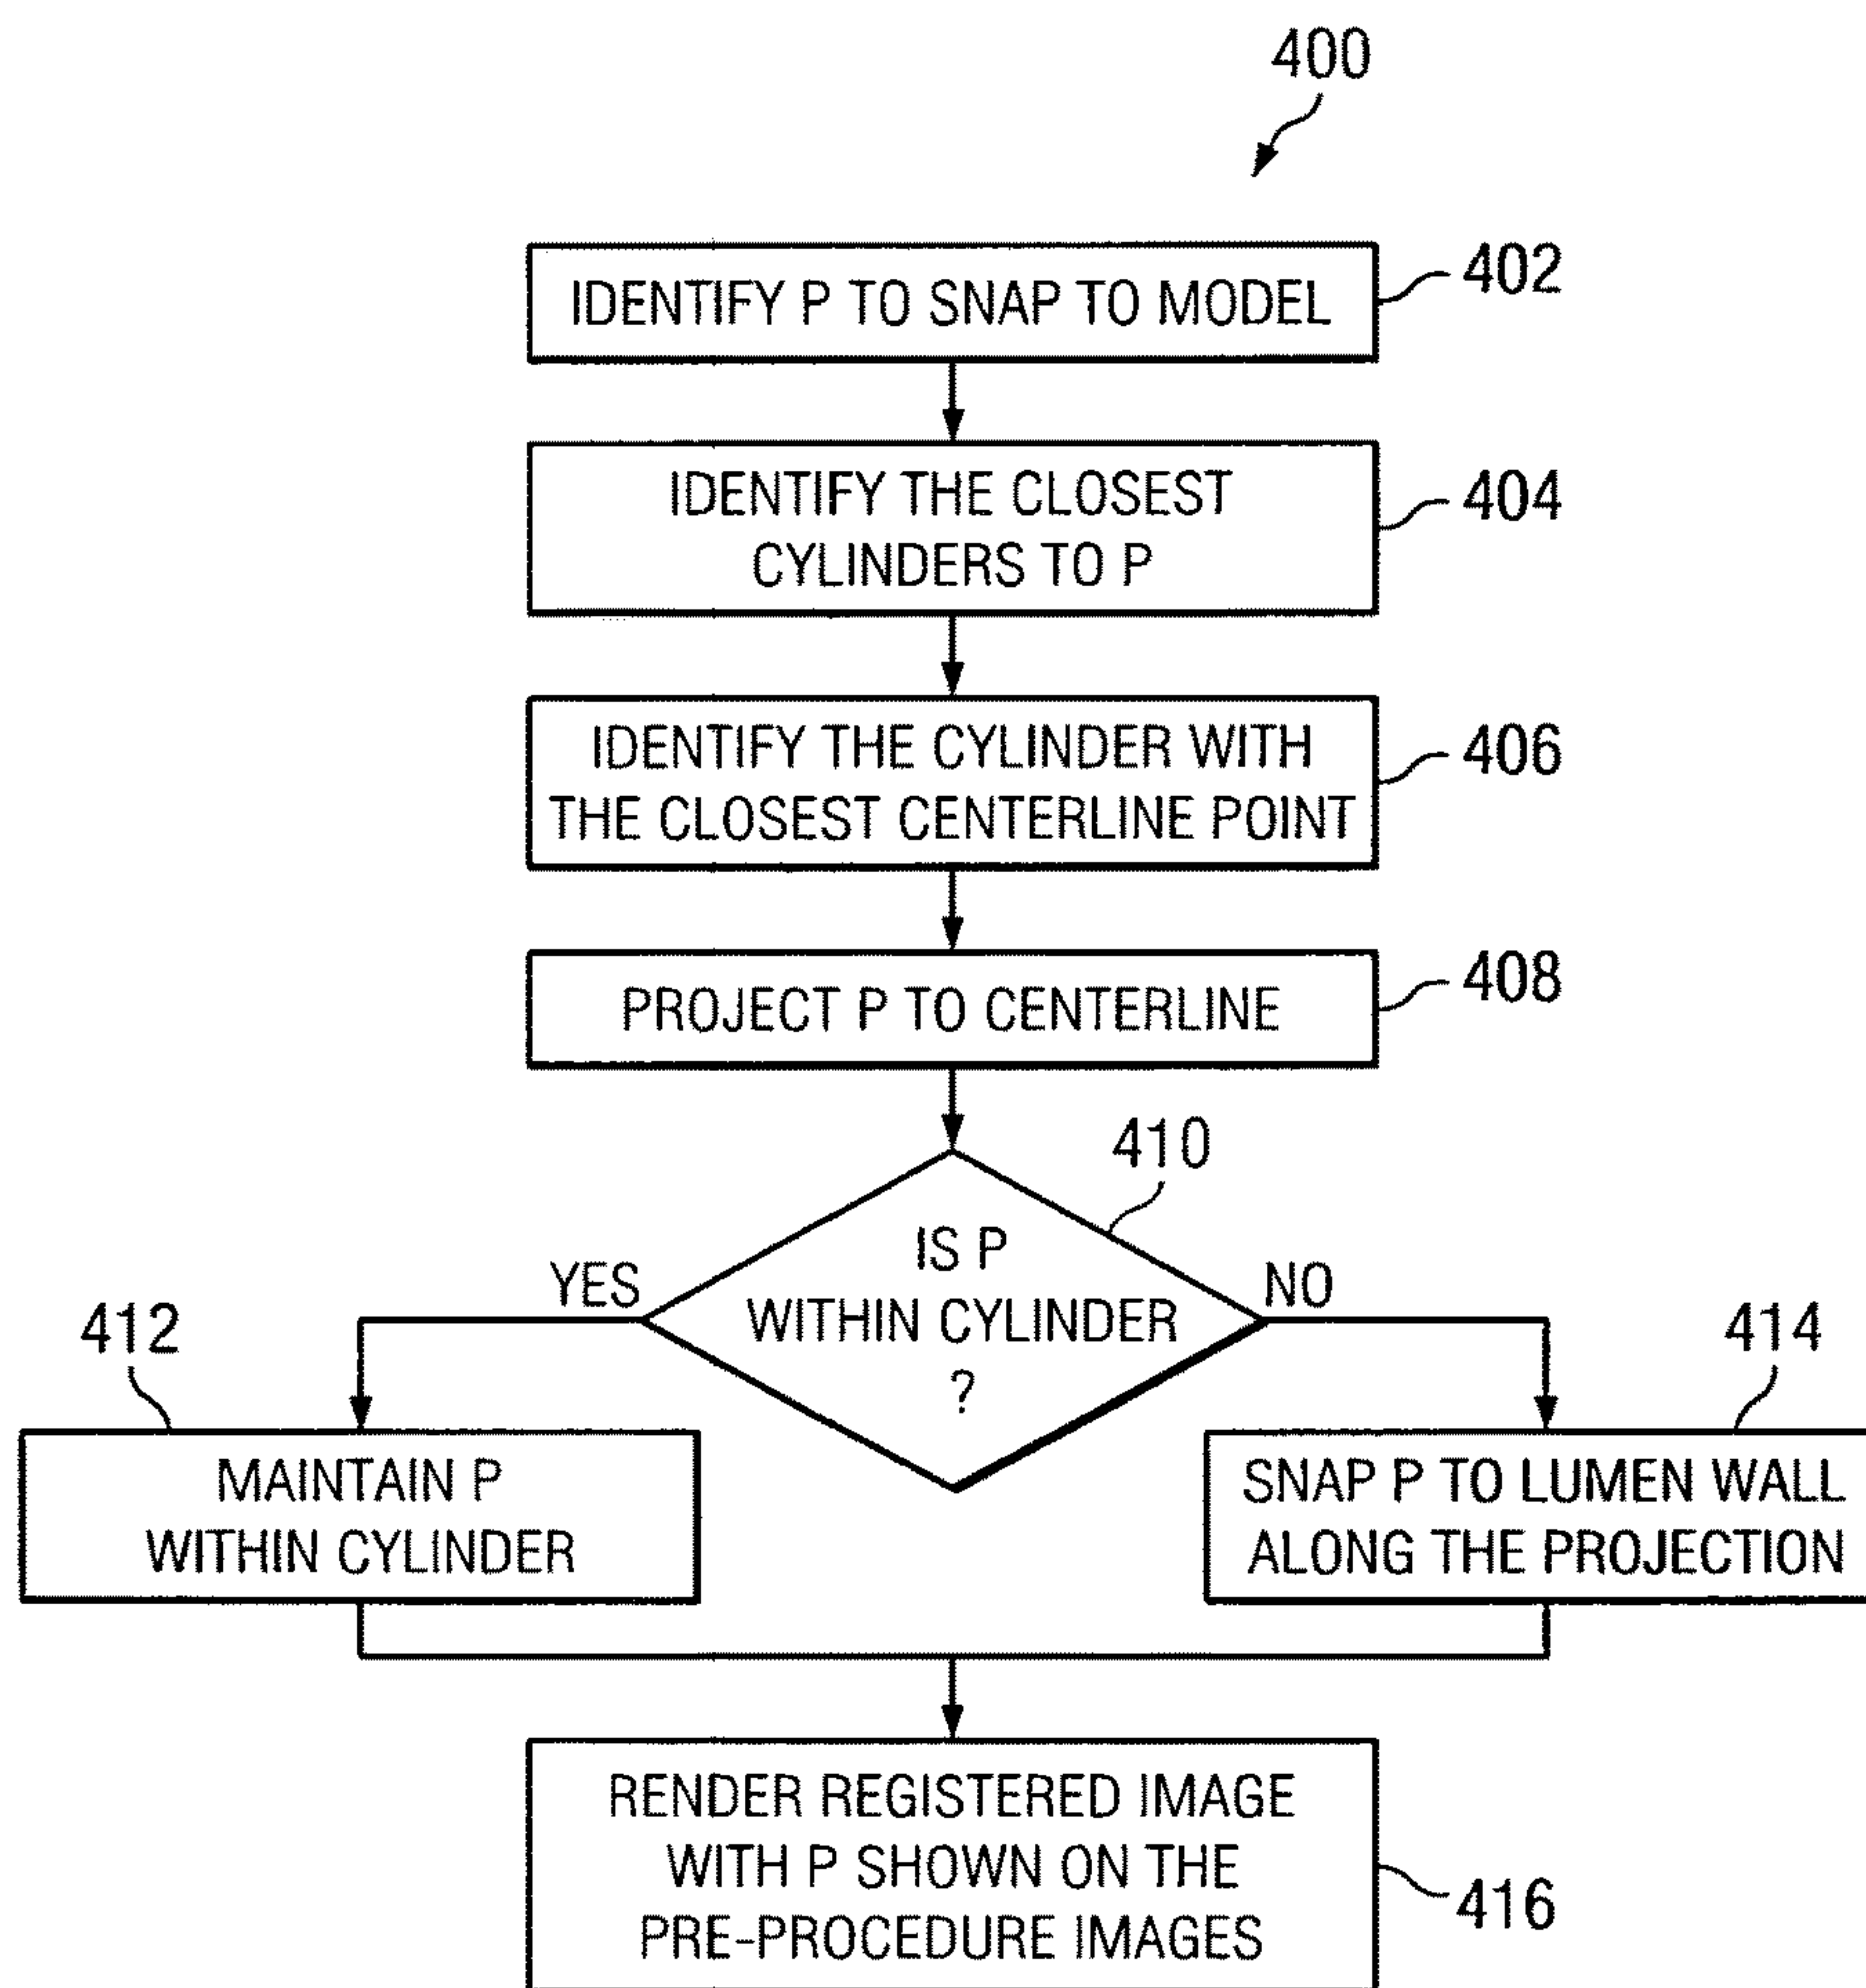 400
IDENTIFY P TO SNAP TO MODEL
402
IDENTIFY THE CLOSEST
CYLINDERS TO P
404
IDENTIFY THE CYLINDER WITH
THE CLOSEST CENTERLINE POINT
406
PROJECT P TO CENTERLINE
408
410
IS P
WITHIN CYLINDER
?
YES
NO
412
MAINTAIN P
WITHIN CYLINDER
414
SNAP P TO LUMEN WALL
ALONG THE PROJECTION
RENDER REGISTERED IMAGE
WITH P SHOWN ON THE
PRE-PROCEDURE IMAGES
416